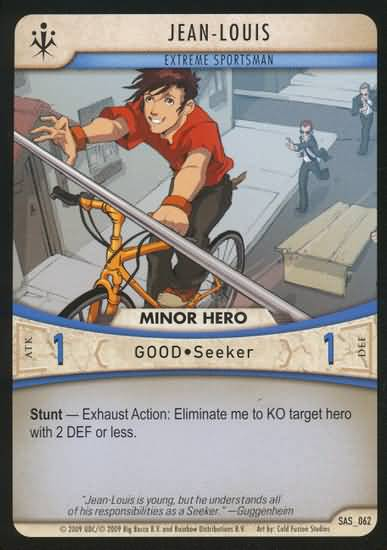 JEAN-LOUIS
EXTREME SPORTSMAN
MINOR HERO
ATK
1
GOOD•Seeker
1
DEF
Stunt — Exhaust Action: Eliminate me to KO target hero
with 2 DEF or less.
"Jean-Louis is young, but he understands all
of his responsibilities as a Seeker." —Guggenheim
SAS_062
© 2009 UDC/© 2009 Big Bocca B.V. and Rainbow Distributions B.V. Art by: Cold Fusion Studios